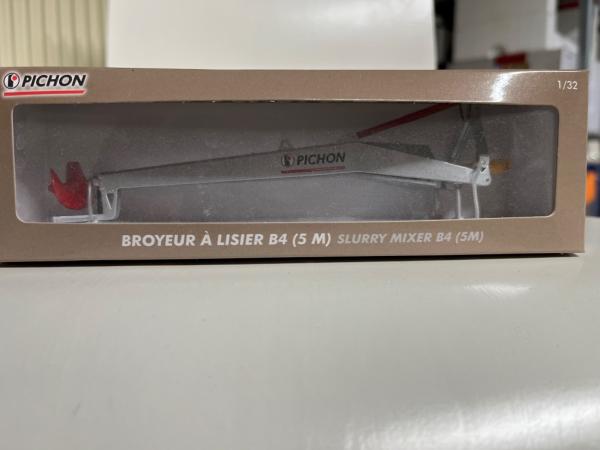 PICHON
1/32
PICHON
BROYEUR À LISIER B4 (5 M) SLURRY MIXER B4 (5M)